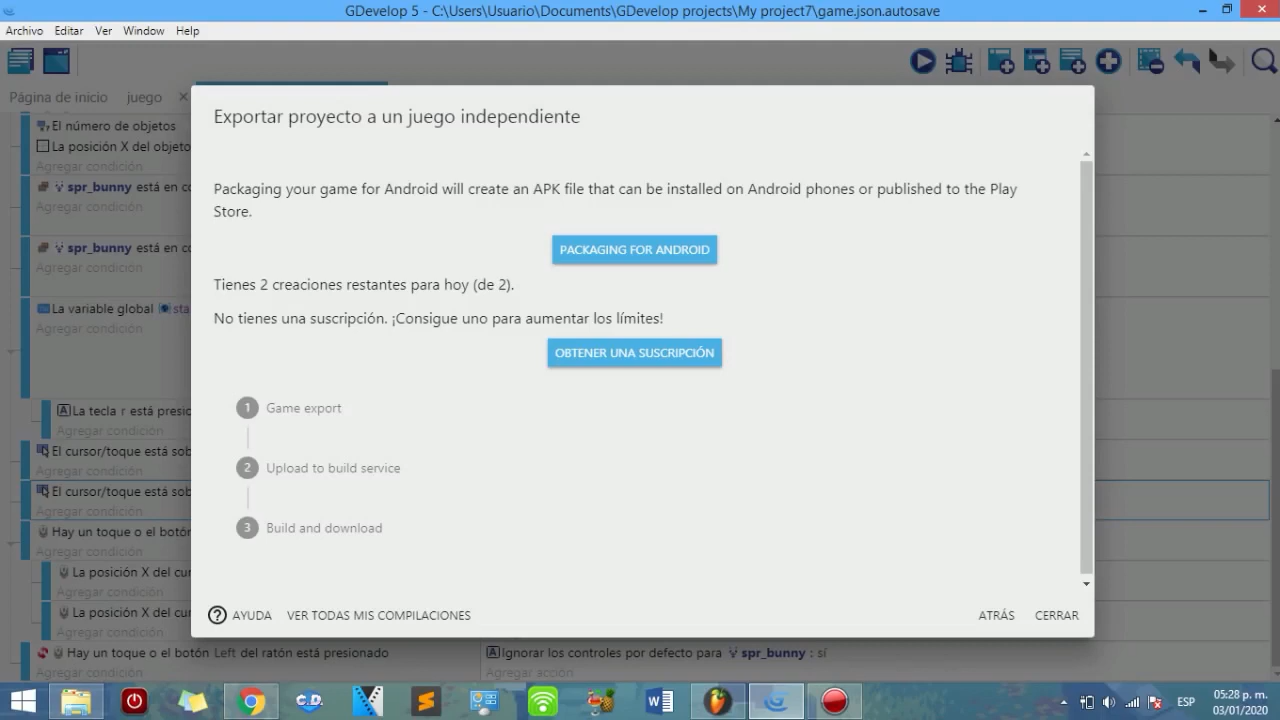 GDevelop 5 - C:\Users\Usuario\Documents\GDevelop projects\My project7\game.json.autosave
Archivo Editar Ver Window Help
Página de inicio juego ×
Exportar proyecto a un juego independiente
El número de objetos
La posición X del objeto
Agregar condición
spr_bunny está en co
Agregar condición
spr_bunny está en co
Agregar condición
La variable global sta
Agregar condición
La tecla r está presio
Agregar condición
El cursor/toque está sob
Agregar condición
El cursor/toque está sob
Agregar condición
Hay un toque o el botón
Agregar condición
La posición X del cur
Agregar condición
La posición X del cur
Agregar condición
Hay un toque o el botón Left del ratón está presionado
Agregar condición
Ignorar los controles por defecto para spr_bunny : sí
Agregar acción
Packaging your game for Android will create an APK file that can be installed on Android phones or published to the Play
Store.
PACKAGING FOR ANDROID
Tienes 2 creaciones restantes para hoy (de 2).
No tienes una suscripción. ¡Consigue uno para aumentar los límites!
OBTENER UNA SUSCRIPCIÓN
1 Game export
2 Upload to build service
3 Build and download
? AYUDA VER TODAS MIS COMPILACIONES ATRÁS CERRAR
C.D
ESP
05:28 p. m.
03/01/2020